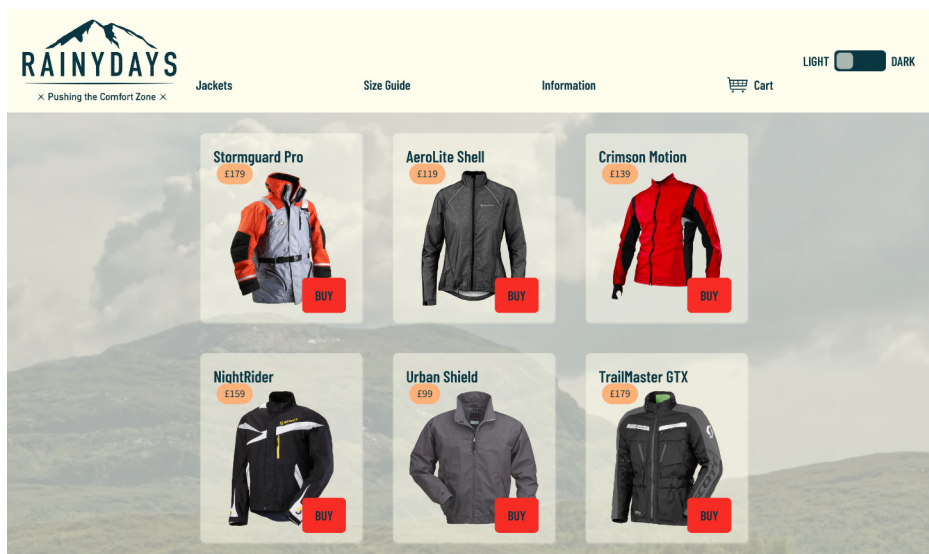 RAINYDAYS
× Pushing the Comfort Zone ×
Jackets
Size Guide
Information
Cart
LIGHT
DARK
Stormguard Pro
£179
BUY
AeroLite Shell
£119
BUY
Crimson Motion
£139
BUY
NightRider
£159
BUY
Urban Shield
£99
BUY
TrailMaster GTX
£179
BUY